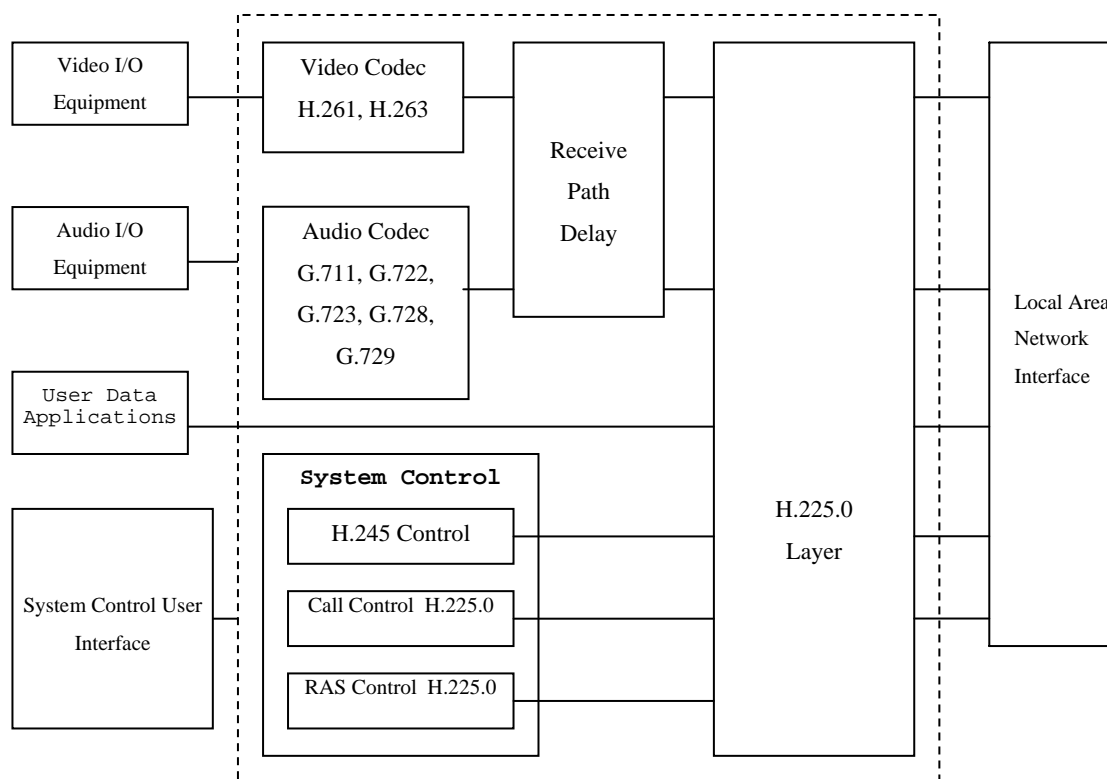 Video I/O
Equipment
Video Codec
H.261, H.263
Receive
Path
Delay
Audio I/O
Equipment
Audio Codec
G.711, G.722,
G.723, G.728,
G.729
Local Area
Network
Interface
User Data
Applications
System Control
H.245 Control
H.225.0
Layer
System Control User
Interface
Call Control H.225.0
RAS Control H.225.0